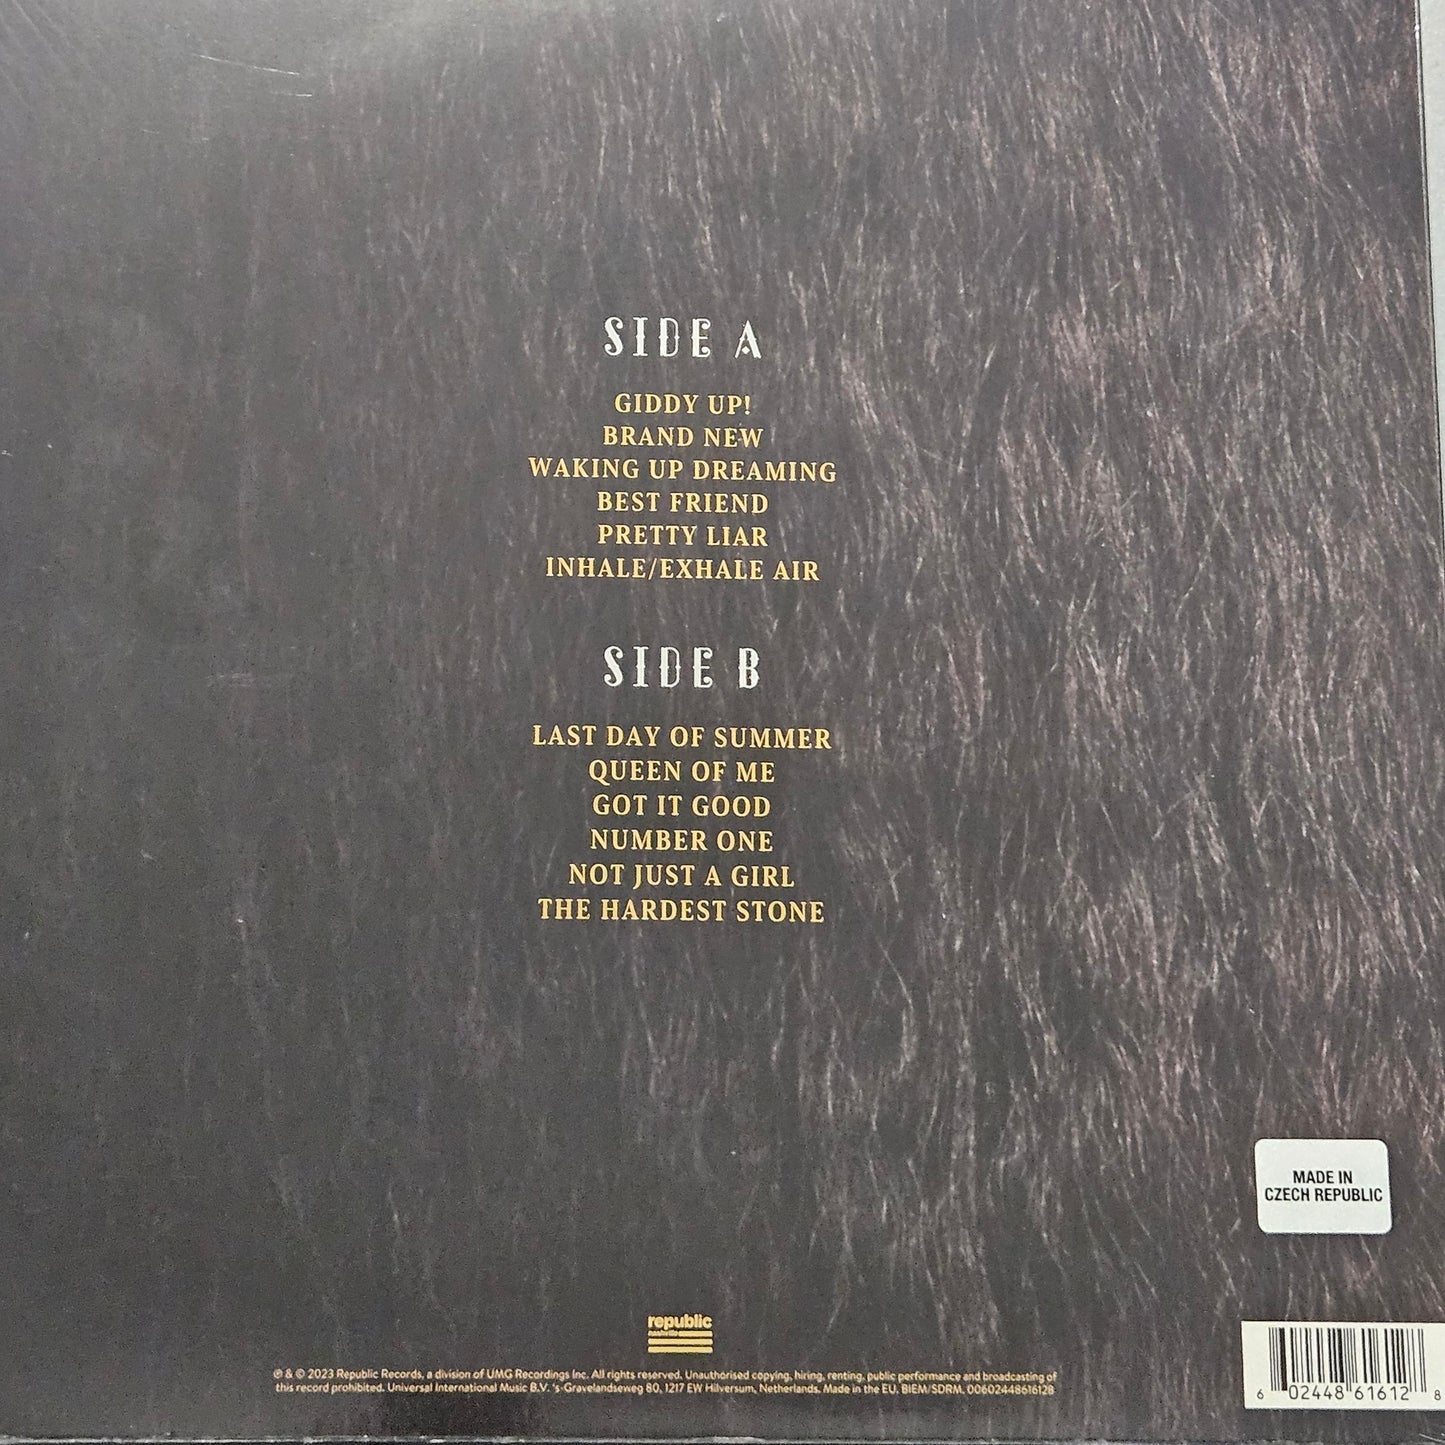 SIDE A
GIDDY UP!
BRAND NEW
WAKING UP DREAMING
BEST FRIEND
PRETTY LIAR
INHALE/EXHALE AIR
SIDE B
LAST DAY OF SUMMER
QUEEN OF ME
GOT IT GOOD
NUMBER ONE
NOT JUST A GIRL
THE HARDEST STONE
MADE IN
CZECH REPUBLIC
republic
nashville
℗ & © 2023 Republic Records, a division of UMG Recordings Inc. All rights reserved. Unauthorised copying, hiring, renting, public performance and broadcasting of
this record prohibited. Universal International Music B.V. 's-Gravelandseweg 80, 1217 EW Hilversum, Netherlands. Made in the EU. BIEM/SDRM. 00602448616128
6 02448 61612 8